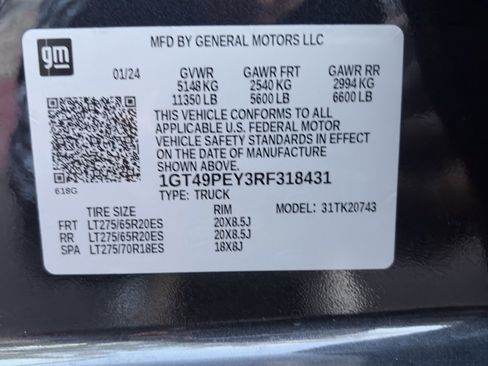 gm
MFD BY GENERAL MOTORS LLC
01/24 GVWR GAWR FRT GAWR RR
5148 KG 2540 KG 2994 KG
11350 LB 5600 LB 6600 LB
THIS VEHICLE CONFORMS TO ALL
APPLICABLE U.S. FEDERAL MOTOR
VEHICLE SAFETY STANDARDS IN EFFECT
ON THE DATE OF MANUFACTURE
SHOWN ABOVE.
618G
1GT49PEY3RF318431
TYPE: TRUCK
TIRE SIZE RIM MODEL: 31TK20743
FRT LT275/65R20ES 20X8.5J
RR LT275/65R20ES 20X8.5J
SPA LT275/70R18ES 18X8J